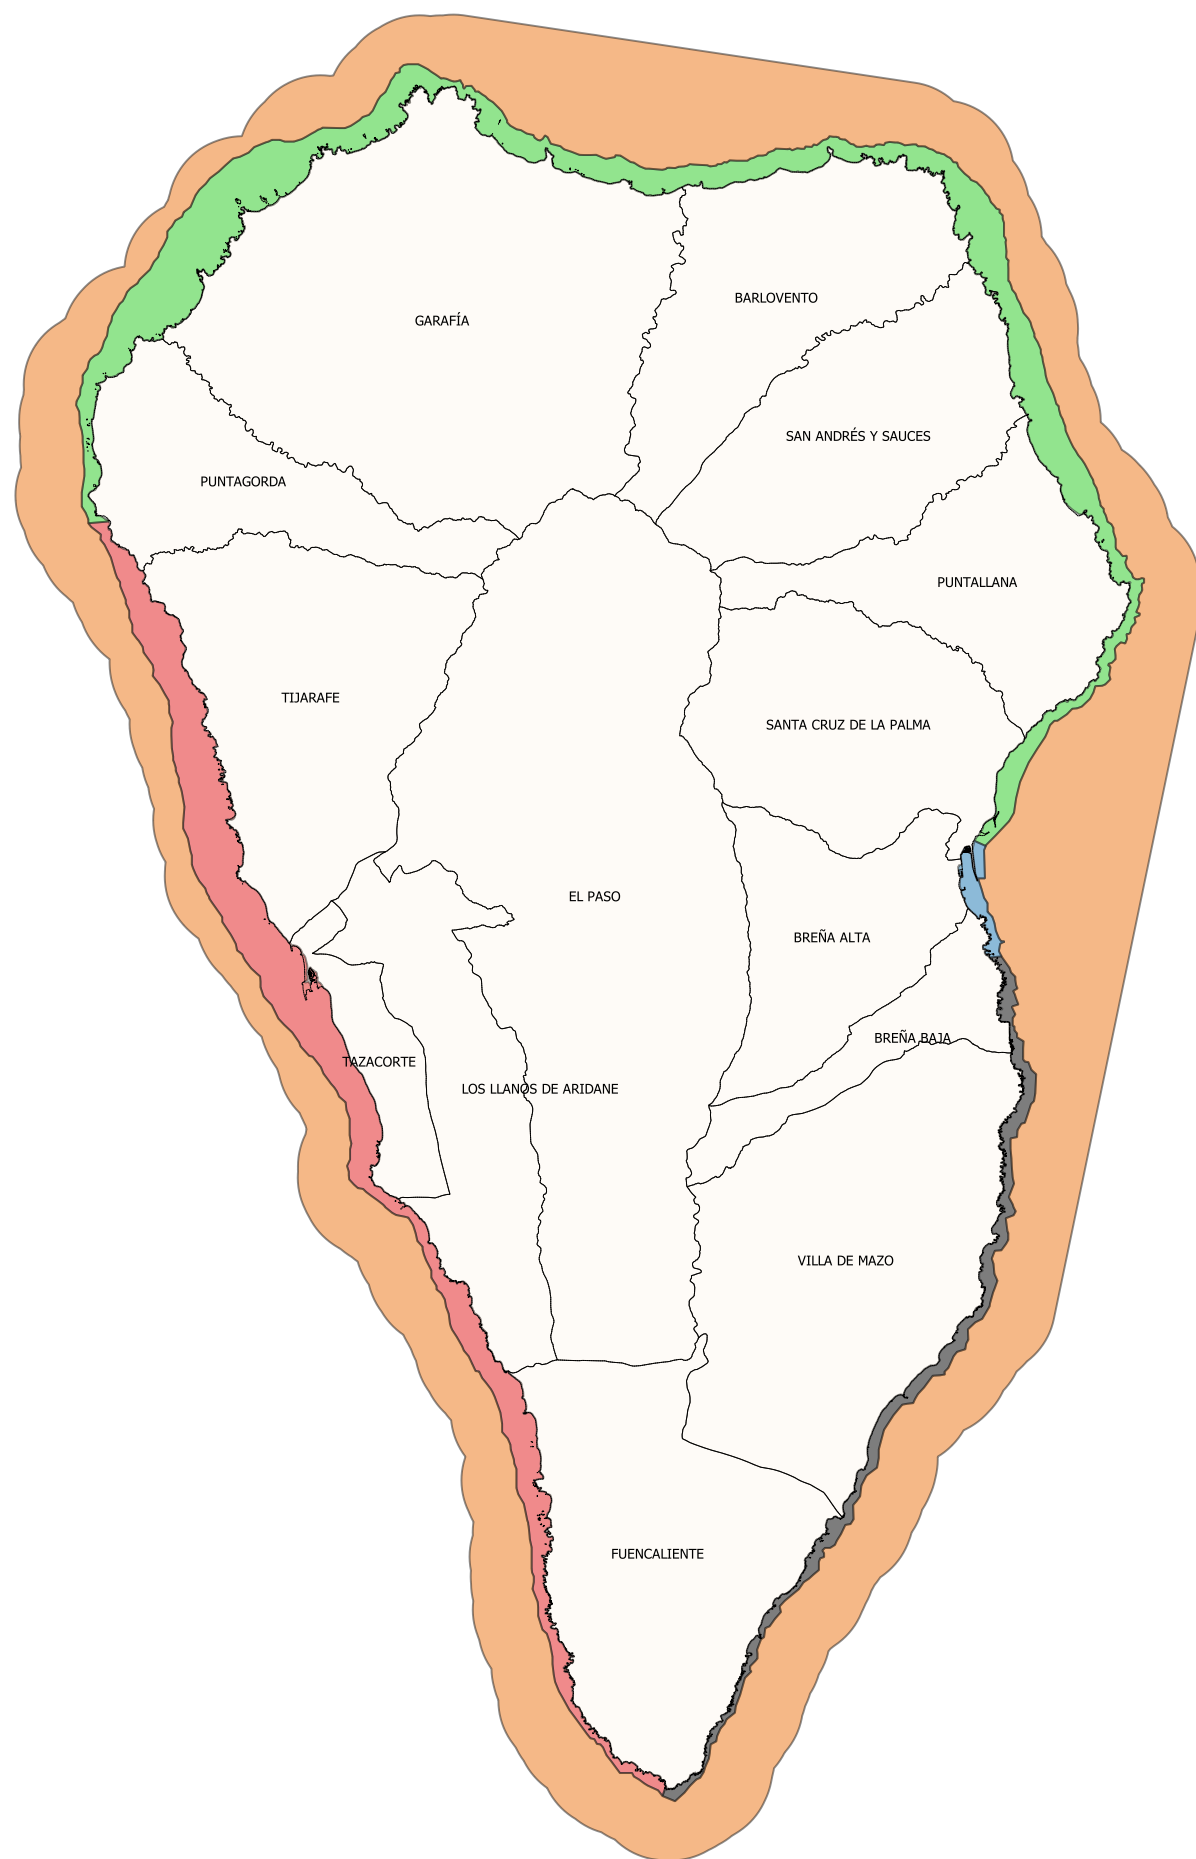 BARLOVENTO
GARAFÍA
SAN ANDRÉS Y SAUCES
PUNTAGORDA
PUNTALLANA
TIJARAFE
SANTA CRUZ DE LA PALMA
EL PASO
BREÑA ALTA
BREÑA BAJA
TAZACORTE
LOS LLANOS DE ARIDANE
VILLA DE MAZO
FUENCALIENTE